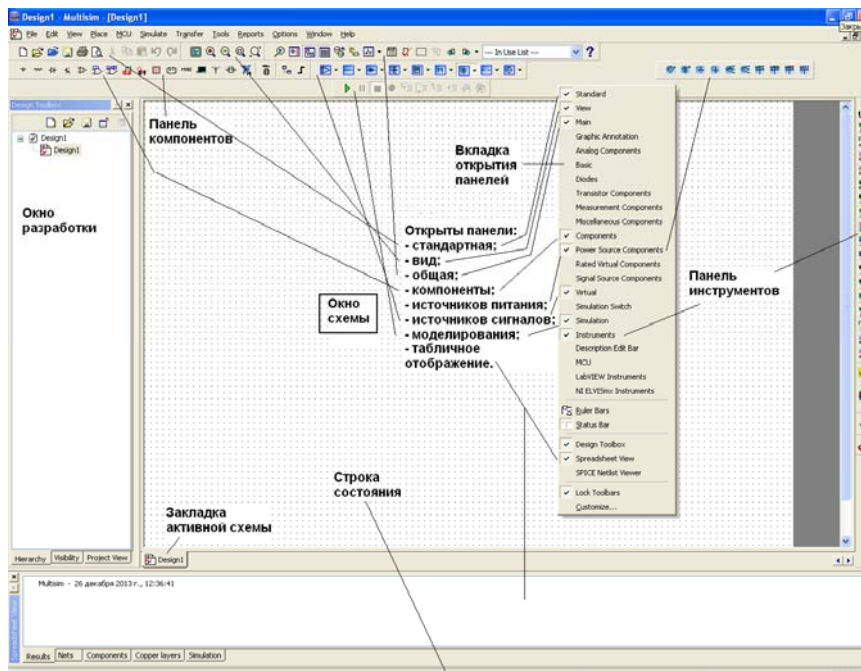 Design1 - Multisim - [Design1]
File Edit View Place MCU Simulate Transfer Tools Reports Options Window Help
Закры
--- In Use List ---
Design Toolbox
Design1
Design1
Окно
разработки
Панель
компонентов
Вкладка
открытия
панелей
Открыты панели:
- стандартная;
- вид;
- общая;
- компоненты;
- источников питания;
- источников сигналов;
- моделирования;
- табличное
отображение.
Окно
схемы
Standard
View
Main
Graphic Annotation
Analog Components
Basic
Diodes
Transistor Components
Measurement Components
Miscellaneous Components
Components
Power Source Components
Rated Virtual Components
Signal Source Components
Virtual
Simulation Switch
Simulation
Instruments
Description Edit Bar
MCU
LabVIEW Instruments
NI ELVISmx Instruments
Ruler Bars
Status Bar
Design Toolbox
Spreadsheet View
SPICE Netlist Viewer
Lock Toolbars
Customize...
Панель
инструментов
Строка
состояния
Закладка
активной схемы
Hierarchy Visibility Project View
Design1
Multisim - 26 декабря 2013 г., 12:36:41
Spreadsheet View
Results Nets Components Copper layers Simulation